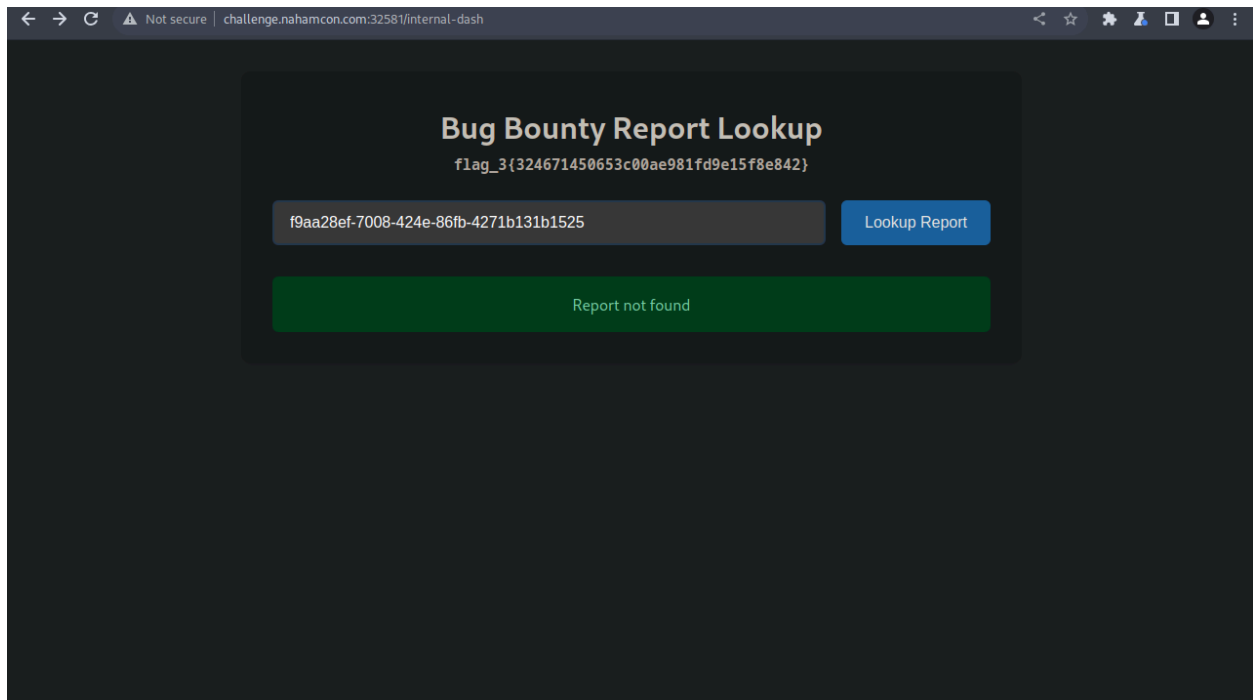 Not secure challenge.nahamcon.com:32581/internal-dash
Bug Bounty Report Lookup
flag_3{324671450653c00ae981fd9e15f8e842}
f9aa28ef-7008-424e-86fb-4271b131b1525 Lookup Report
Report not found